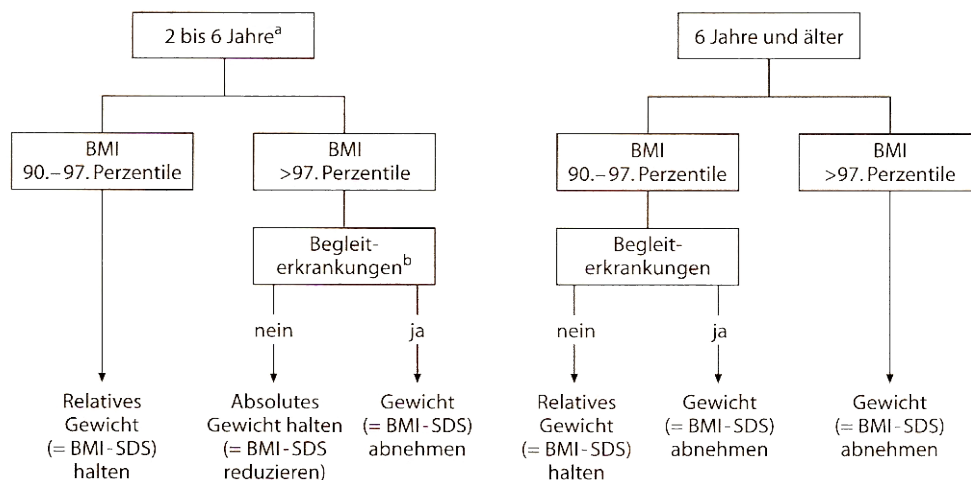 2 bis 6 Jahreᵃ
6 Jahre und älter
BMI
90.–97. Perzentile
BMI
>97. Perzentile
BMI
90.–97. Perzentile
BMI
>97. Perzentile
Begleit-
erkrankungenᵇ
Begleit-
erkrankungen
nein
ja
nein
ja
Relatives
Gewicht
(= BMI-SDS)
halten
Absolutes
Gewicht halten
(= BMI-SDS
reduzieren)
Gewicht
(= BMI-SDS)
abnehmen
Relatives
Gewicht
(= BMI-SDS)
halten
Gewicht
(= BMI-SDS)
abnehmen
Gewicht
(= BMI-SDS)
abnehmen